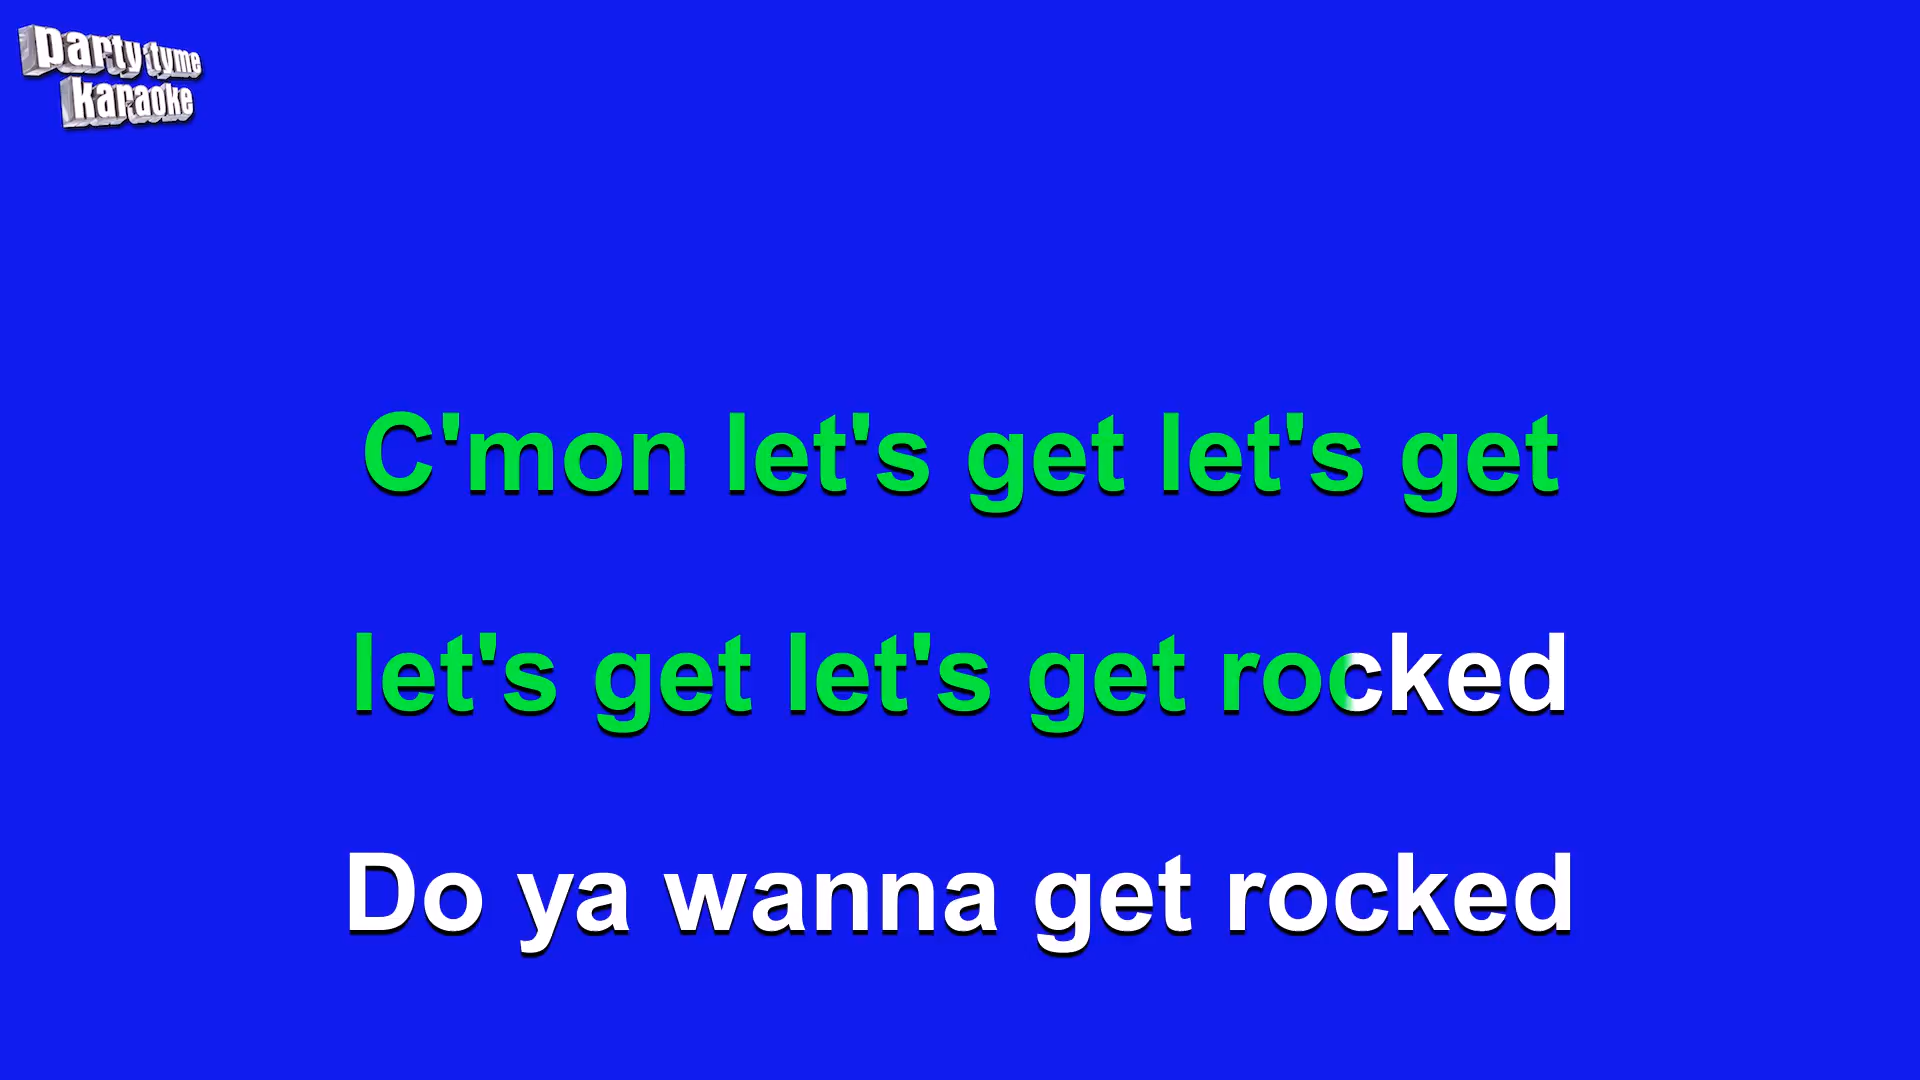 party tyme
karaoke
C'mon let's get let's get
let's get let's get rocked
Do ya wanna get rocked